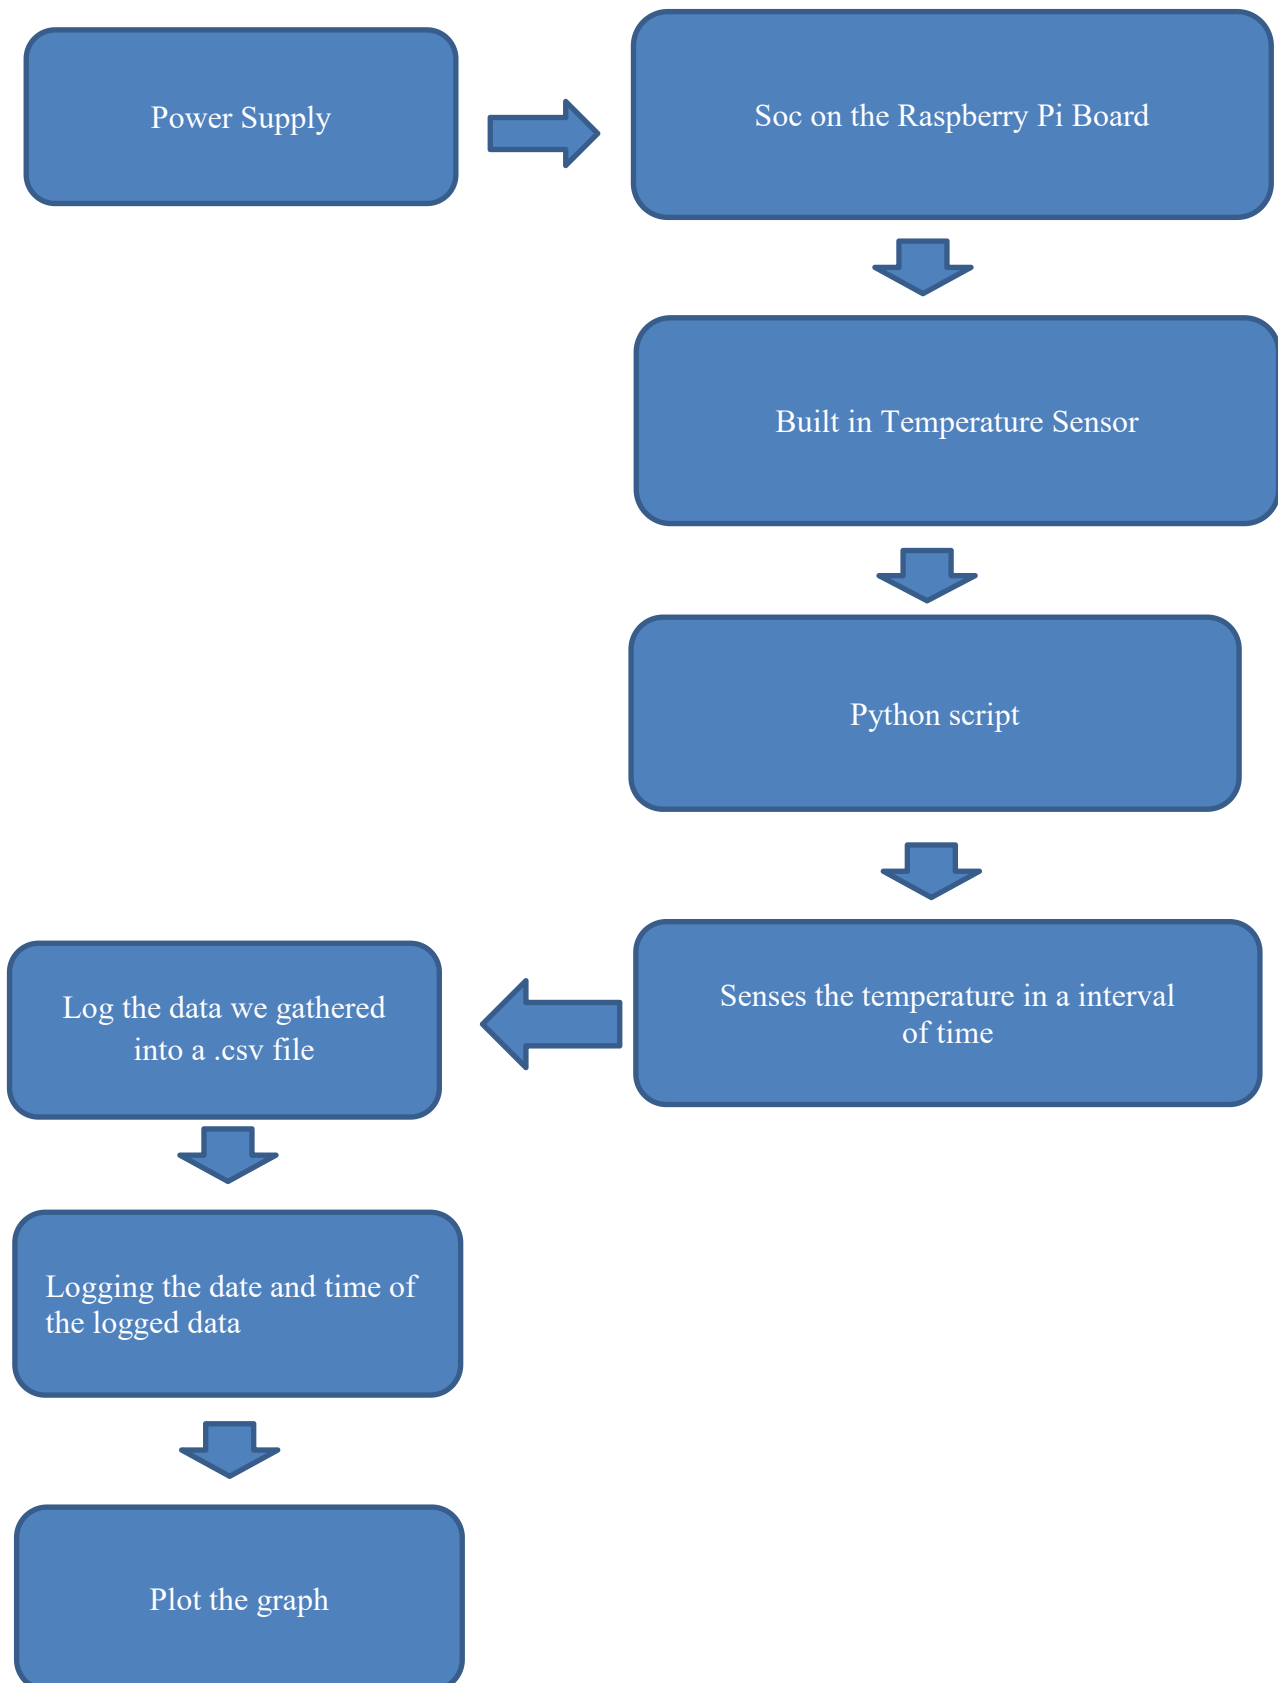 Power Supply
Soc on the Raspberry Pi Board
Built in Temperature Sensor
Python script
Senses the temperature in a interval
of time
Log the data we gathered
into a .csv file
Logging the date and time of
the logged data
Plot the graph